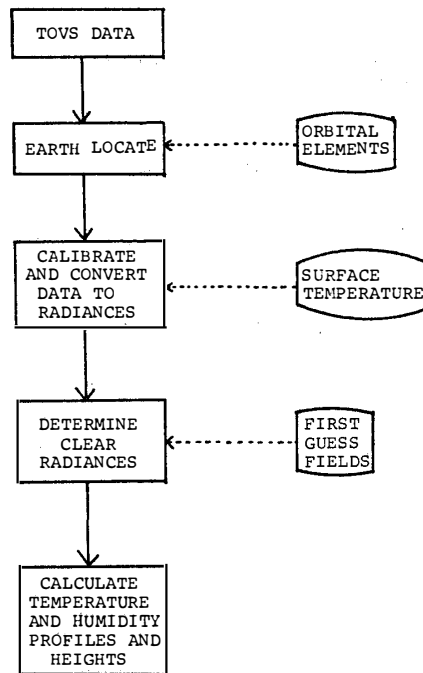 TOVS DATA
EARTH LOCATE
ORBITAL
ELEMENTS
CALIBRATE
AND CONVERT
DATA TO
RADIANCES
SURFACE
TEMPERATURE
DETERMINE
CLEAR
RADIANCES
FIRST
GUESS
FIELDS
CALCULATE
TEMPERATURE
AND HUMIDITY
PROFILES AND
HEIGHTS